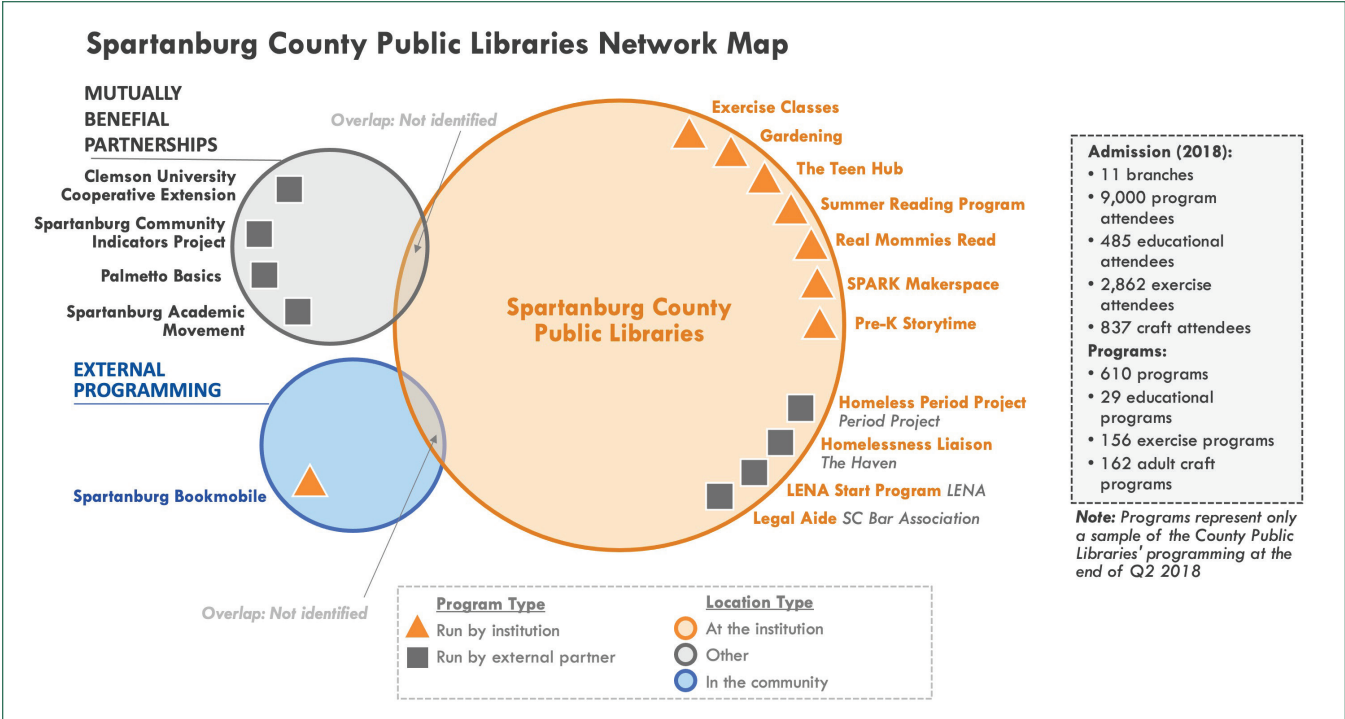 Spartanburg County Public Libraries Network Map
MUTUALLY
BENEFIAL
PARTNERSHIPS
Overlap: Not identified
Clemson University
Cooperative Extension
Spartanburg Community
Indicators Project
Palmetto Basics
Spartanburg Academic
Movement
EXTERNAL
PROGRAMMING
Spartanburg Bookmobile
Overlap: Not identified
Spartanburg County
Public Libraries
Exercise Classes
Gardening
The Teen Hub
Summer Reading Program
Real Mommies Read
SPARK Makerspace
Pre-K Storytime
Homeless Period Project
Period Project
Homelessness Liaison
The Haven
LENA Start Program LENA
Legal Aide SC Bar Association
Admission (2018):
• 11 branches
• 9,000 program
attendees
• 485 educational
attendees
• 2,862 exercise
attendees
• 837 craft attendees
Programs:
• 610 programs
• 29 educational
programs
• 156 exercise programs
• 162 adult craft
programs
Note: Programs represent only
a sample of the County Public
Libraries' programming at the
end of Q2 2018
Program Type
Run by institution
Run by external partner
Location Type
At the institution
Other
In the community